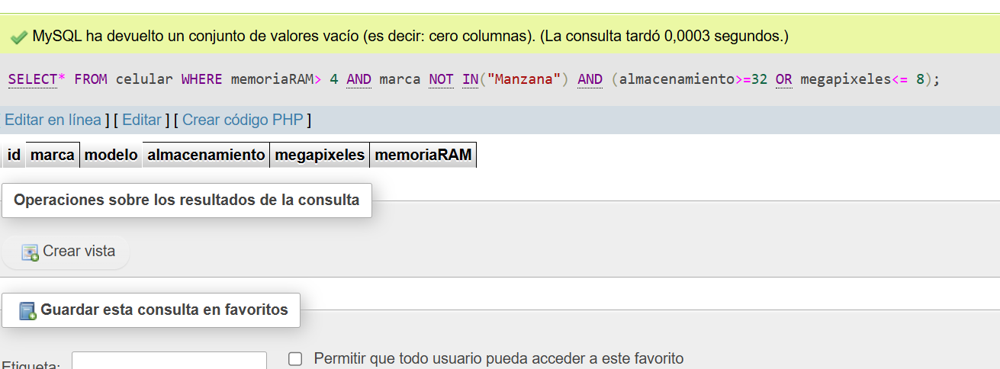 MySQL ha devuelto un conjunto de valores vacío (es decir: cero columnas). (La consulta tardó 0,0003 segundos.)
SELECT* FROM celular WHERE memoriaRAM> 4 AND marca NOT IN("Manzana") AND (almacenamiento>=32 OR megapixeles<= 8);
Editar en línea ] [ Editar ] [ Crear código PHP ]
id marca modelo almacenamiento megapixeles memoriaRAM
Operaciones sobre los resultados de la consulta
Crear vista
Guardar esta consulta en favoritos
Etiqueta: Permitir que todo usuario pueda acceder a este favorito